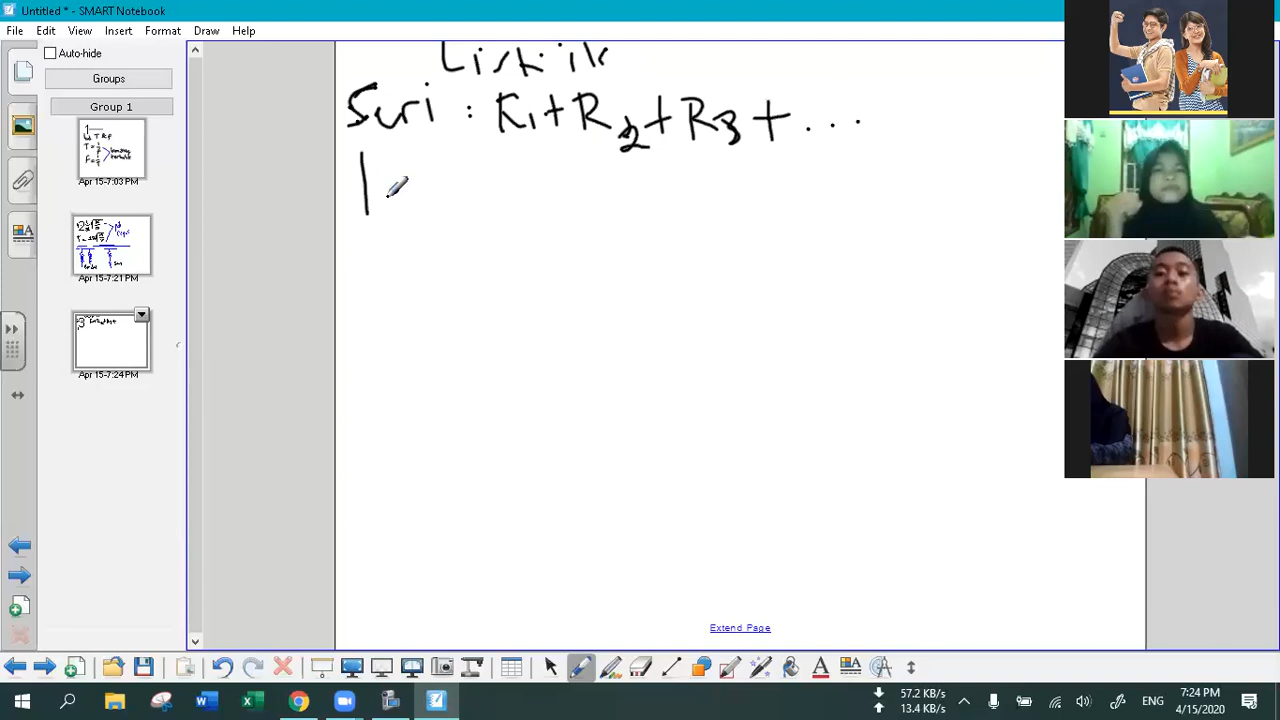 Untitled * - SMART Notebook
File Edit View Insert Format Draw Help
Auto-hide
Groups
Group 1
Apr 15-7:03 PM
Apr 15-7:21 PM
Apr 15-7:24 PM
Listrik
Seri : R1 + R2 + R3 + ...
Extend Page
57.2 KB/s
13.4 KB/s
ENG
7:24 PM
4/15/2020